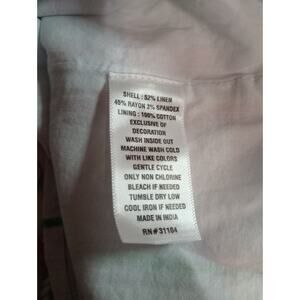 SHELL : 52% LINEN
45% RAYON 3% SPANDEX
LINING : 100% COTTON
EXCLUSIVE OF
DECORATION
WASH INSIDE OUT
MACHINE WASH COLD
WITH LIKE COLORS
GENTLE CYCLE
ONLY NON CHLORINE
BLEACH IF NEEDED
TUMBLE DRY LOW
COOL IRON IF NEEDED
MADE IN INDIA
RN#31104